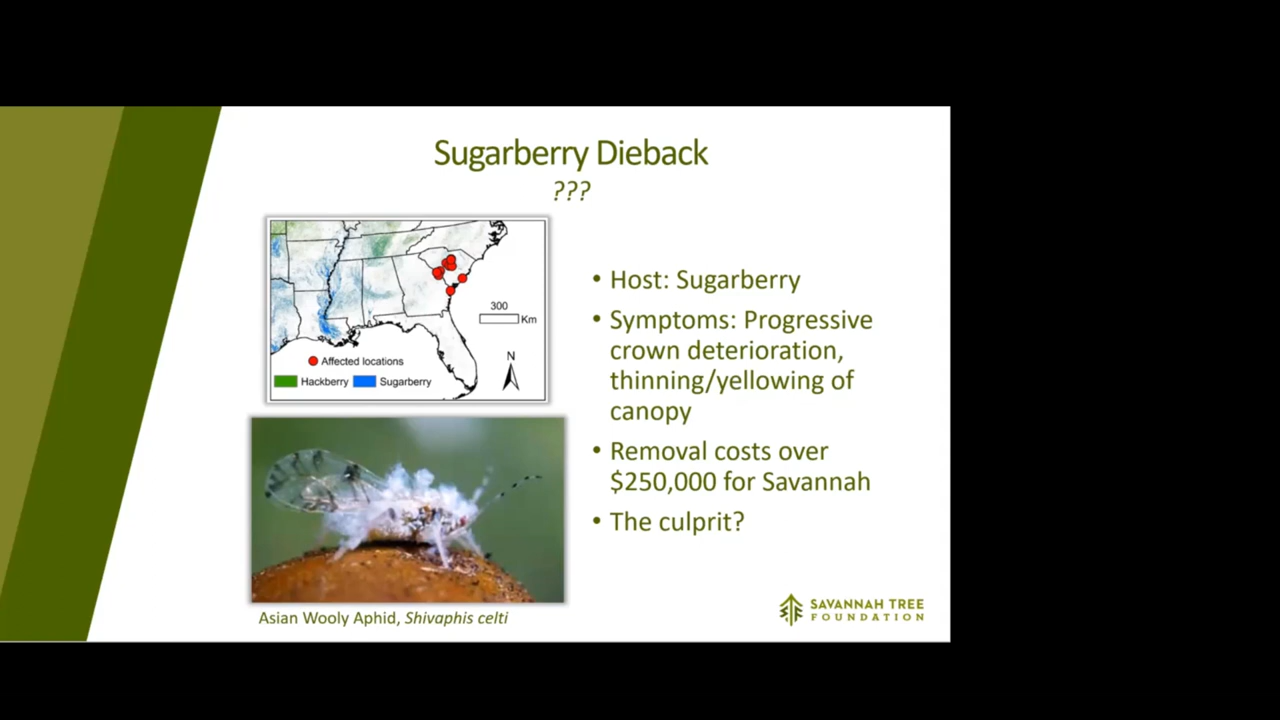 Sugarberry Dieback
???
300
Km
N
Affected locations
Hackberry Sugarberry
Asian Wooly Aphid, Shivaphis celti
• Host: Sugarberry
• Symptoms: Progressive
crown deterioration,
thinning/yellowing of
canopy
• Removal costs over
$250,000 for Savannah
• The culprit?
SAVANNAH TREE
FOUNDATION